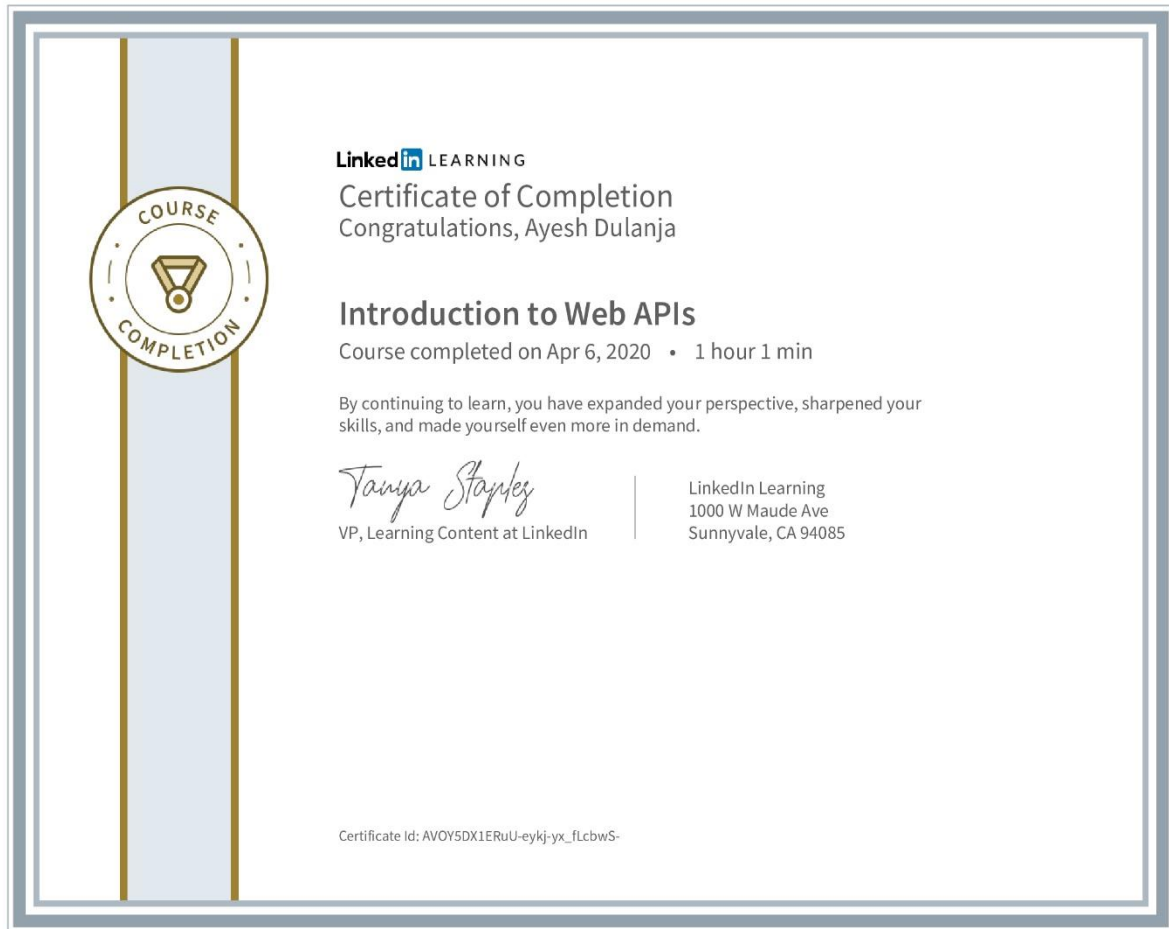 COURSE
COMPLETION
Linked in LEARNING
Certificate of Completion
Congratulations, Ayesh Dulanja
Introduction to Web APIs
Course completed on Apr 6, 2020 • 1 hour 1 min
By continuing to learn, you have expanded your perspective, sharpened your
skills, and made yourself even more in demand.
Tanya Staples
VP, Learning Content at LinkedIn
LinkedIn Learning
1000 W Maude Ave
Sunnyvale, CA 94085
Certificate Id: AVOY5DX1ERuU-eykj-yx_fLcbwS-